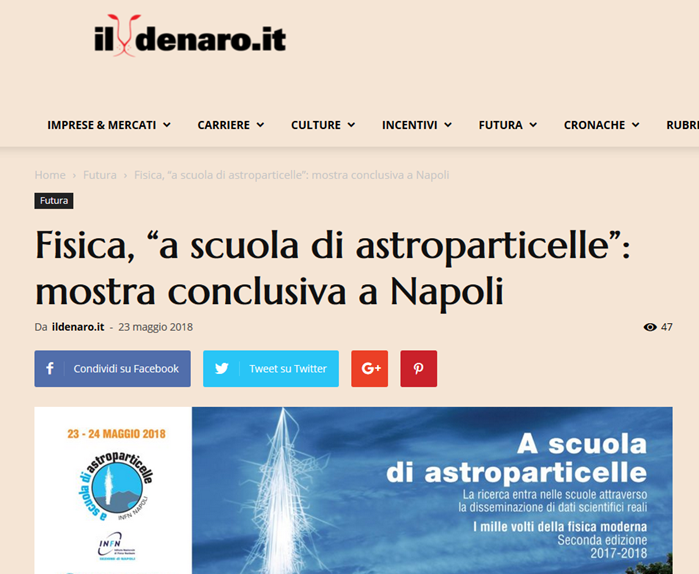 ildenaro.it
IMPRESE & MERCATI CARRIERE CULTURE INCENTIVI FUTURA CRONACHE RUBRI
Home › Futura › Fisica, “a scuola di astroparticelle”: mostra conclusiva a Napoli
Futura
Fisica, “a scuola di astroparticelle”:
mostra conclusiva a Napoli
Da ildenaro.it - 23 maggio 2018 47
Condividi su Facebook Tweet su Twitter G+
23 - 24 MAGGIO 2018
a scuola di astroparticelle
INFN NAPOLI
INFN
A scuola
di astroparticelle
La ricerca entra nelle scuole attraverso
la disseminazione di dati scientifici reali
I mille volti della fisica moderna
Seconda edizione
2017-2018